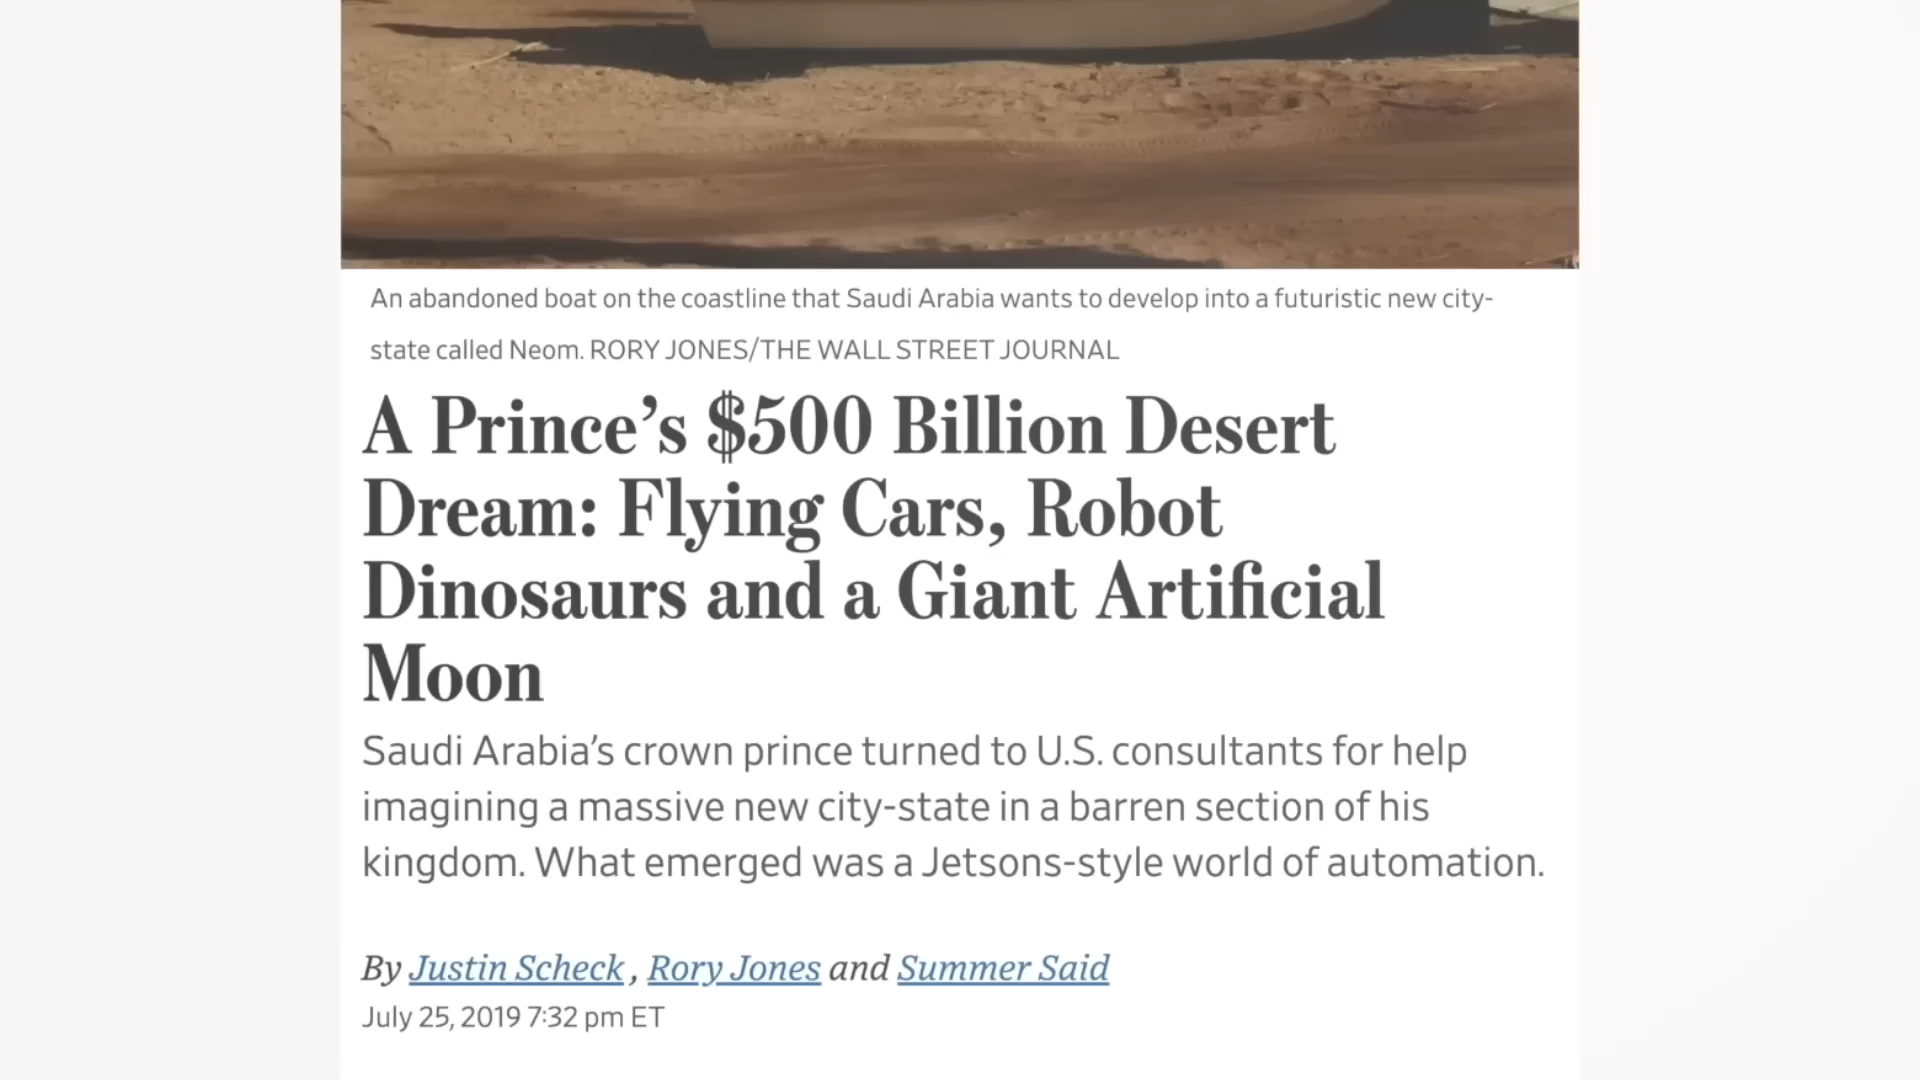 An abandoned boat on the coastline that Saudi Arabia wants to develop into a futuristic new city-
state called Neom. RORY JONES/THE WALL STREET JOURNAL
A Prince’s $500 Billion Desert
Dream: Flying Cars, Robot
Dinosaurs and a Giant Artificial
Moon
Saudi Arabia’s crown prince turned to U.S. consultants for help
imagining a massive new city-state in a barren section of his
kingdom. What emerged was a Jetsons-style world of automation.
By Justin Scheck , Rory Jones and Summer Said
July 25, 2019 7:32 pm ET